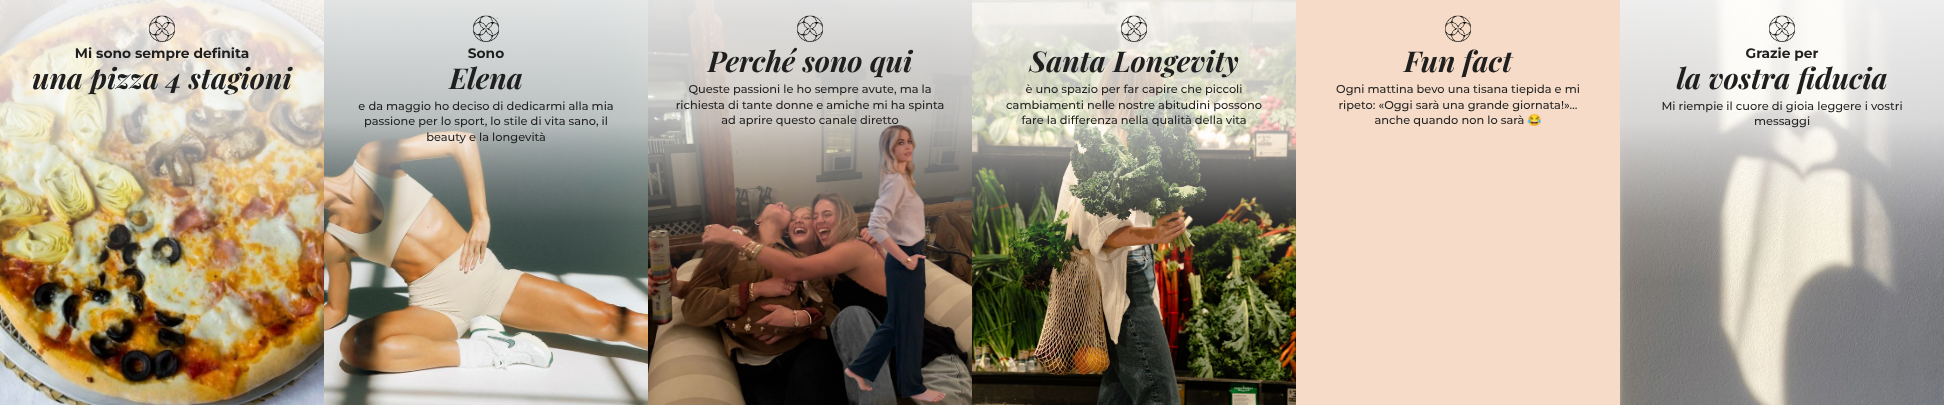 Mi sono sempre definita
una pizza 4 stagioni
Sono
Elena
e da maggio ho deciso di dedicarmi alla mia
passione per lo sport, lo stile di vita sano, il
beauty e la longevità
Perché sono qui
Queste passioni le ho sempre avute, ma la
richiesta di tante donne e amiche mi ha spinta
ad aprire questo canale diretto
Santa Longevity
è uno spazio per far capire che piccoli
cambiamenti nelle nostre abitudini possono
fare la differenza nella qualità della vita
Fun fact
Ogni mattina bevo una tisana tiepida e mi
ripeto: «Oggi sarà una grande giornata!»...
anche quando non lo sarà 😂
Grazie per
la vostra fiducia
Mi riempie il cuore di gioia leggere i vostri
messaggi